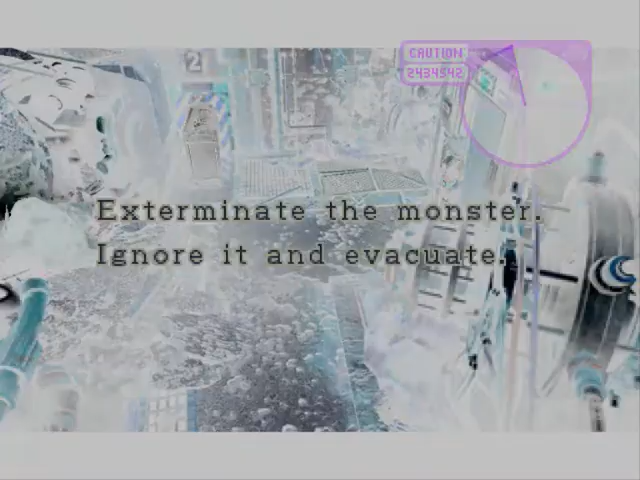 2
CAUTION
2434542
Exterminate the monster.
Ignore it and evacuate.